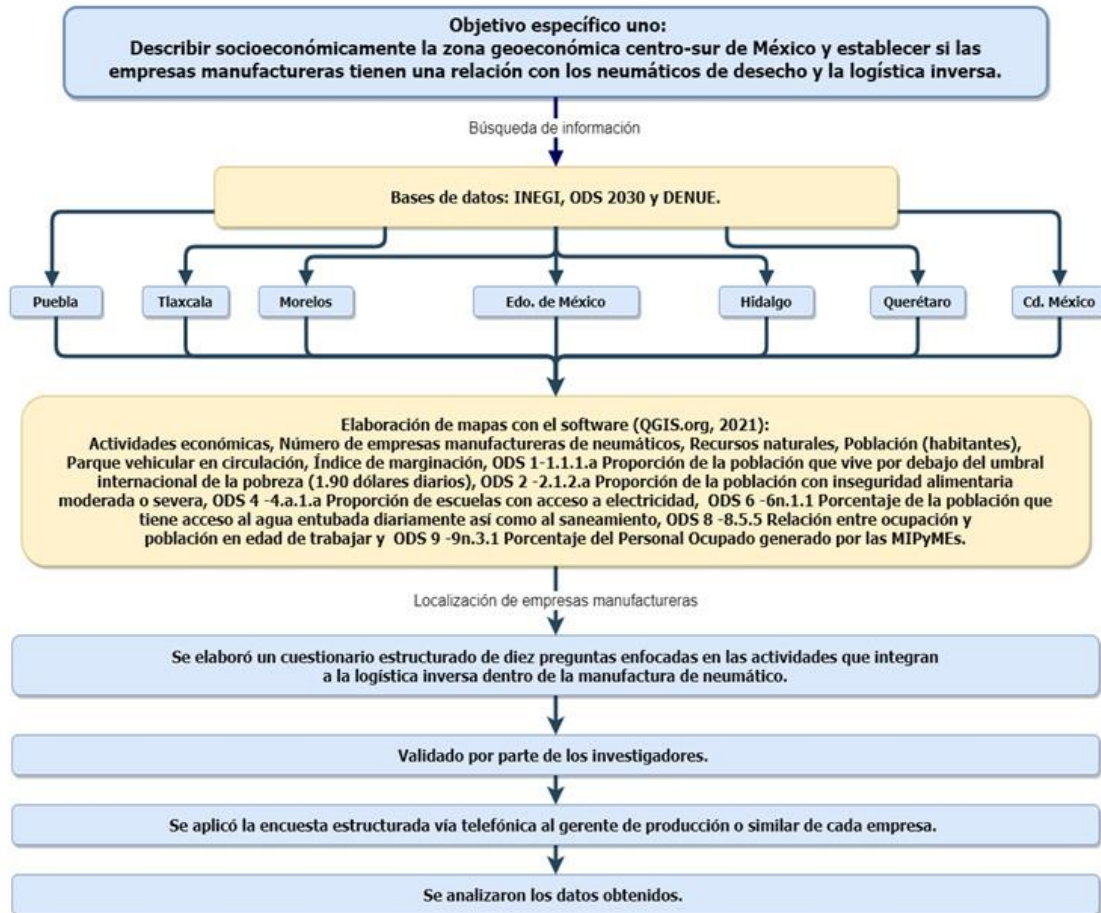 Objetivo específico uno:
Describir socioeconómicamente la zona geoeconómica centro-sur de México y establecer si las
empresas manufactureras tienen una relación con los neumáticos de desecho y la logística inversa.
Búsqueda de información
Bases de datos: INEGI, ODS 2030 y DENUE.
Puebla
Tlaxcala
Morelos
Edo. de México
Hidalgo
Querétaro
Cd. México
Elaboración de mapas con el software (QGIS.org, 2021):
Actividades económicas, Número de empresas manufactureras de neumáticos, Recursos naturales, Población (habitantes),
Parque vehicular en circulación, Índice de marginación, ODS 1-1.1.1.a Proporción de la población que vive por debajo del umbral
internacional de la pobreza (1.90 dólares diarios), ODS 2 -2.1.2.a Proporción de la población con inseguridad alimentaria
moderada o severa, ODS 4 -4.a.1.a Proporción de escuelas con acceso a electricidad, ODS 6 -6n.1.1 Porcentaje de la población que
tiene acceso al agua entubada diariamente así como al saneamiento, ODS 8 -8.5.5 Relación entre ocupación y
población en edad de trabajar y ODS 9 -9n.3.1 Porcentaje del Personal Ocupado generado por las MIPyMEs.
Localización de empresas manufactureras
Se elaboró un cuestionario estructurado de diez preguntas enfocadas en las actividades que integran
a la logística inversa dentro de la manufactura de neumático.
Validado por parte de los investigadores.
Se aplicó la encuesta estructurada vía telefónica al gerente de producción o similar de cada empresa.
Se analizaron los datos obtenidos.